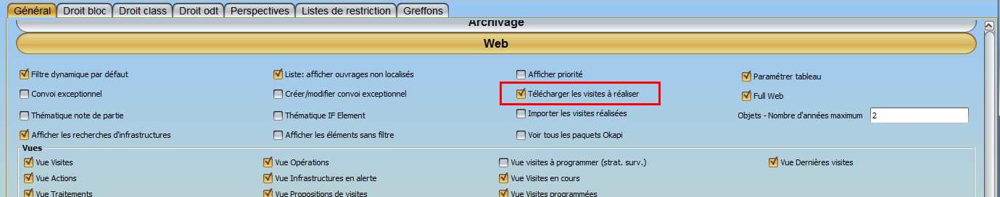 Général Droit bloc Droit class Droit odt Perspectives Listes de restriction Greffons
Archivage
Web
Filtre dynamique par défaut Liste: afficher ouvrages non localisés Afficher priorité Paramétrer tableau
Convoi exceptionnel Créer/modifier convoi exceptionnel Télécharger les visites à réaliser Full Web
Thématique note de partie Thématique IF Element Importer les visites réalisées Objets - Nombre d'années maximum 2
Afficher les recherches d'infrastructures Afficher les éléments sans filtre Voir tous les paquets Okapi
Vues
Vue Visites Vue Opérations Vue visites à programmer (strat. surv.) Vue Dernières visites
Vue Actions Vue Infrastructures en alerte Vue Visites en cours
Vue Traitements Vue Propositions de visites Vue Visites programmées